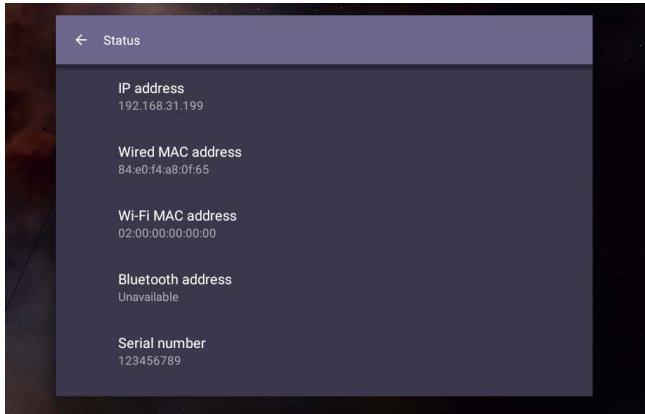 Status
IP address
192.168.31.199
Wired MAC address
84:e0:f4:a8:0f:65
Wi-Fi MAC address
02:00:00:00:00:00
Bluetooth address
Unavailable
Serial number
123456789